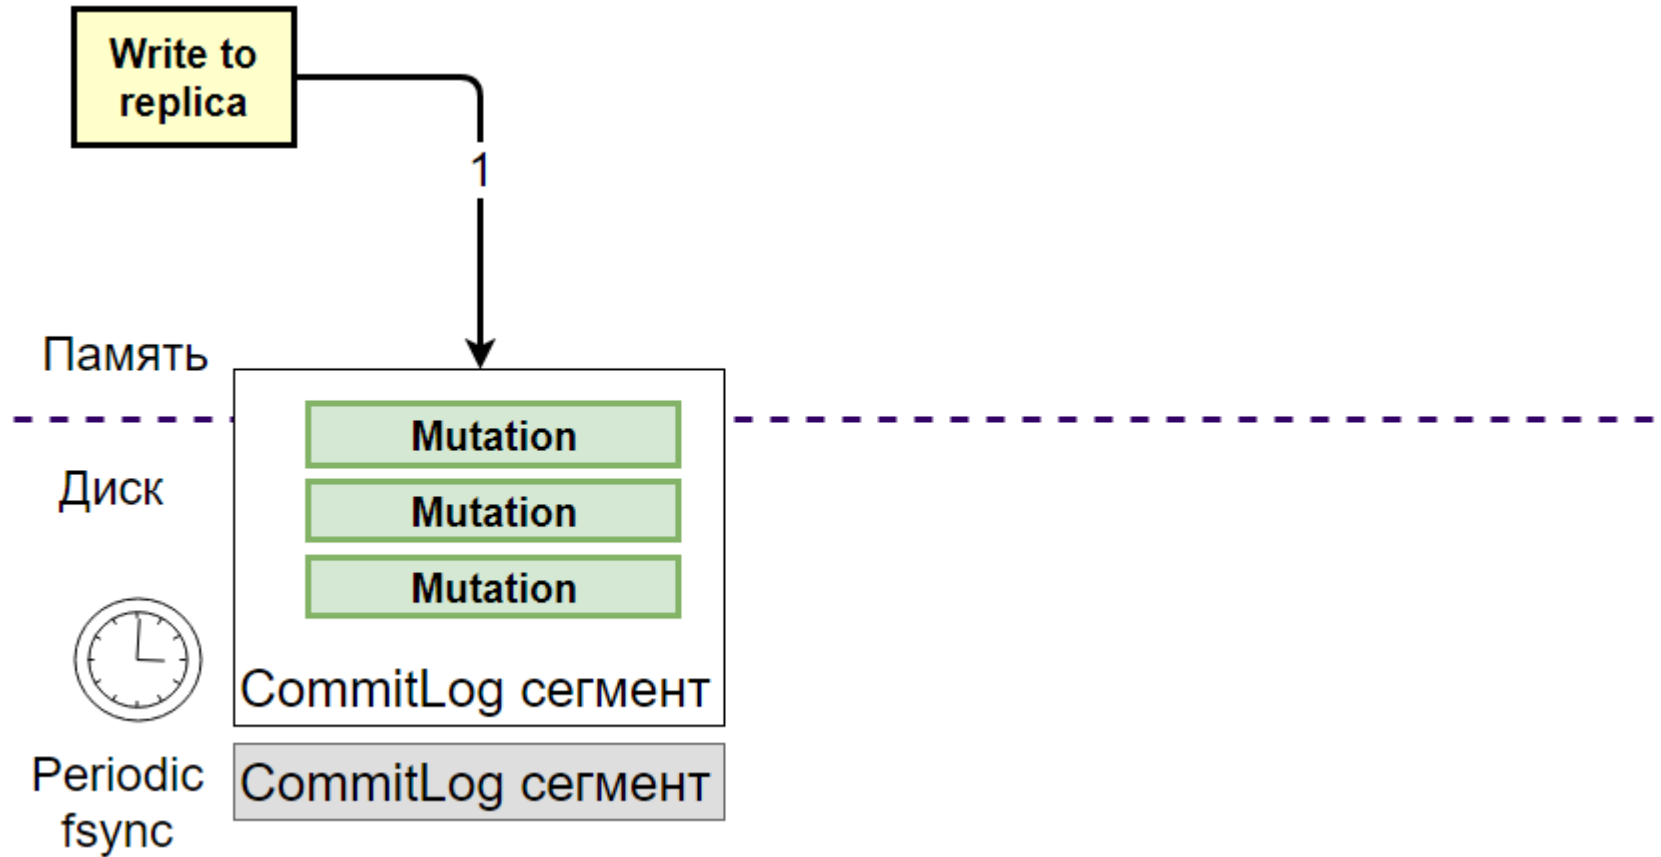 Write to
replica
1
Память
Диск
Mutation
Mutation
Mutation
CommitLog сегмент
Periodic
fsync
CommitLog сегмент